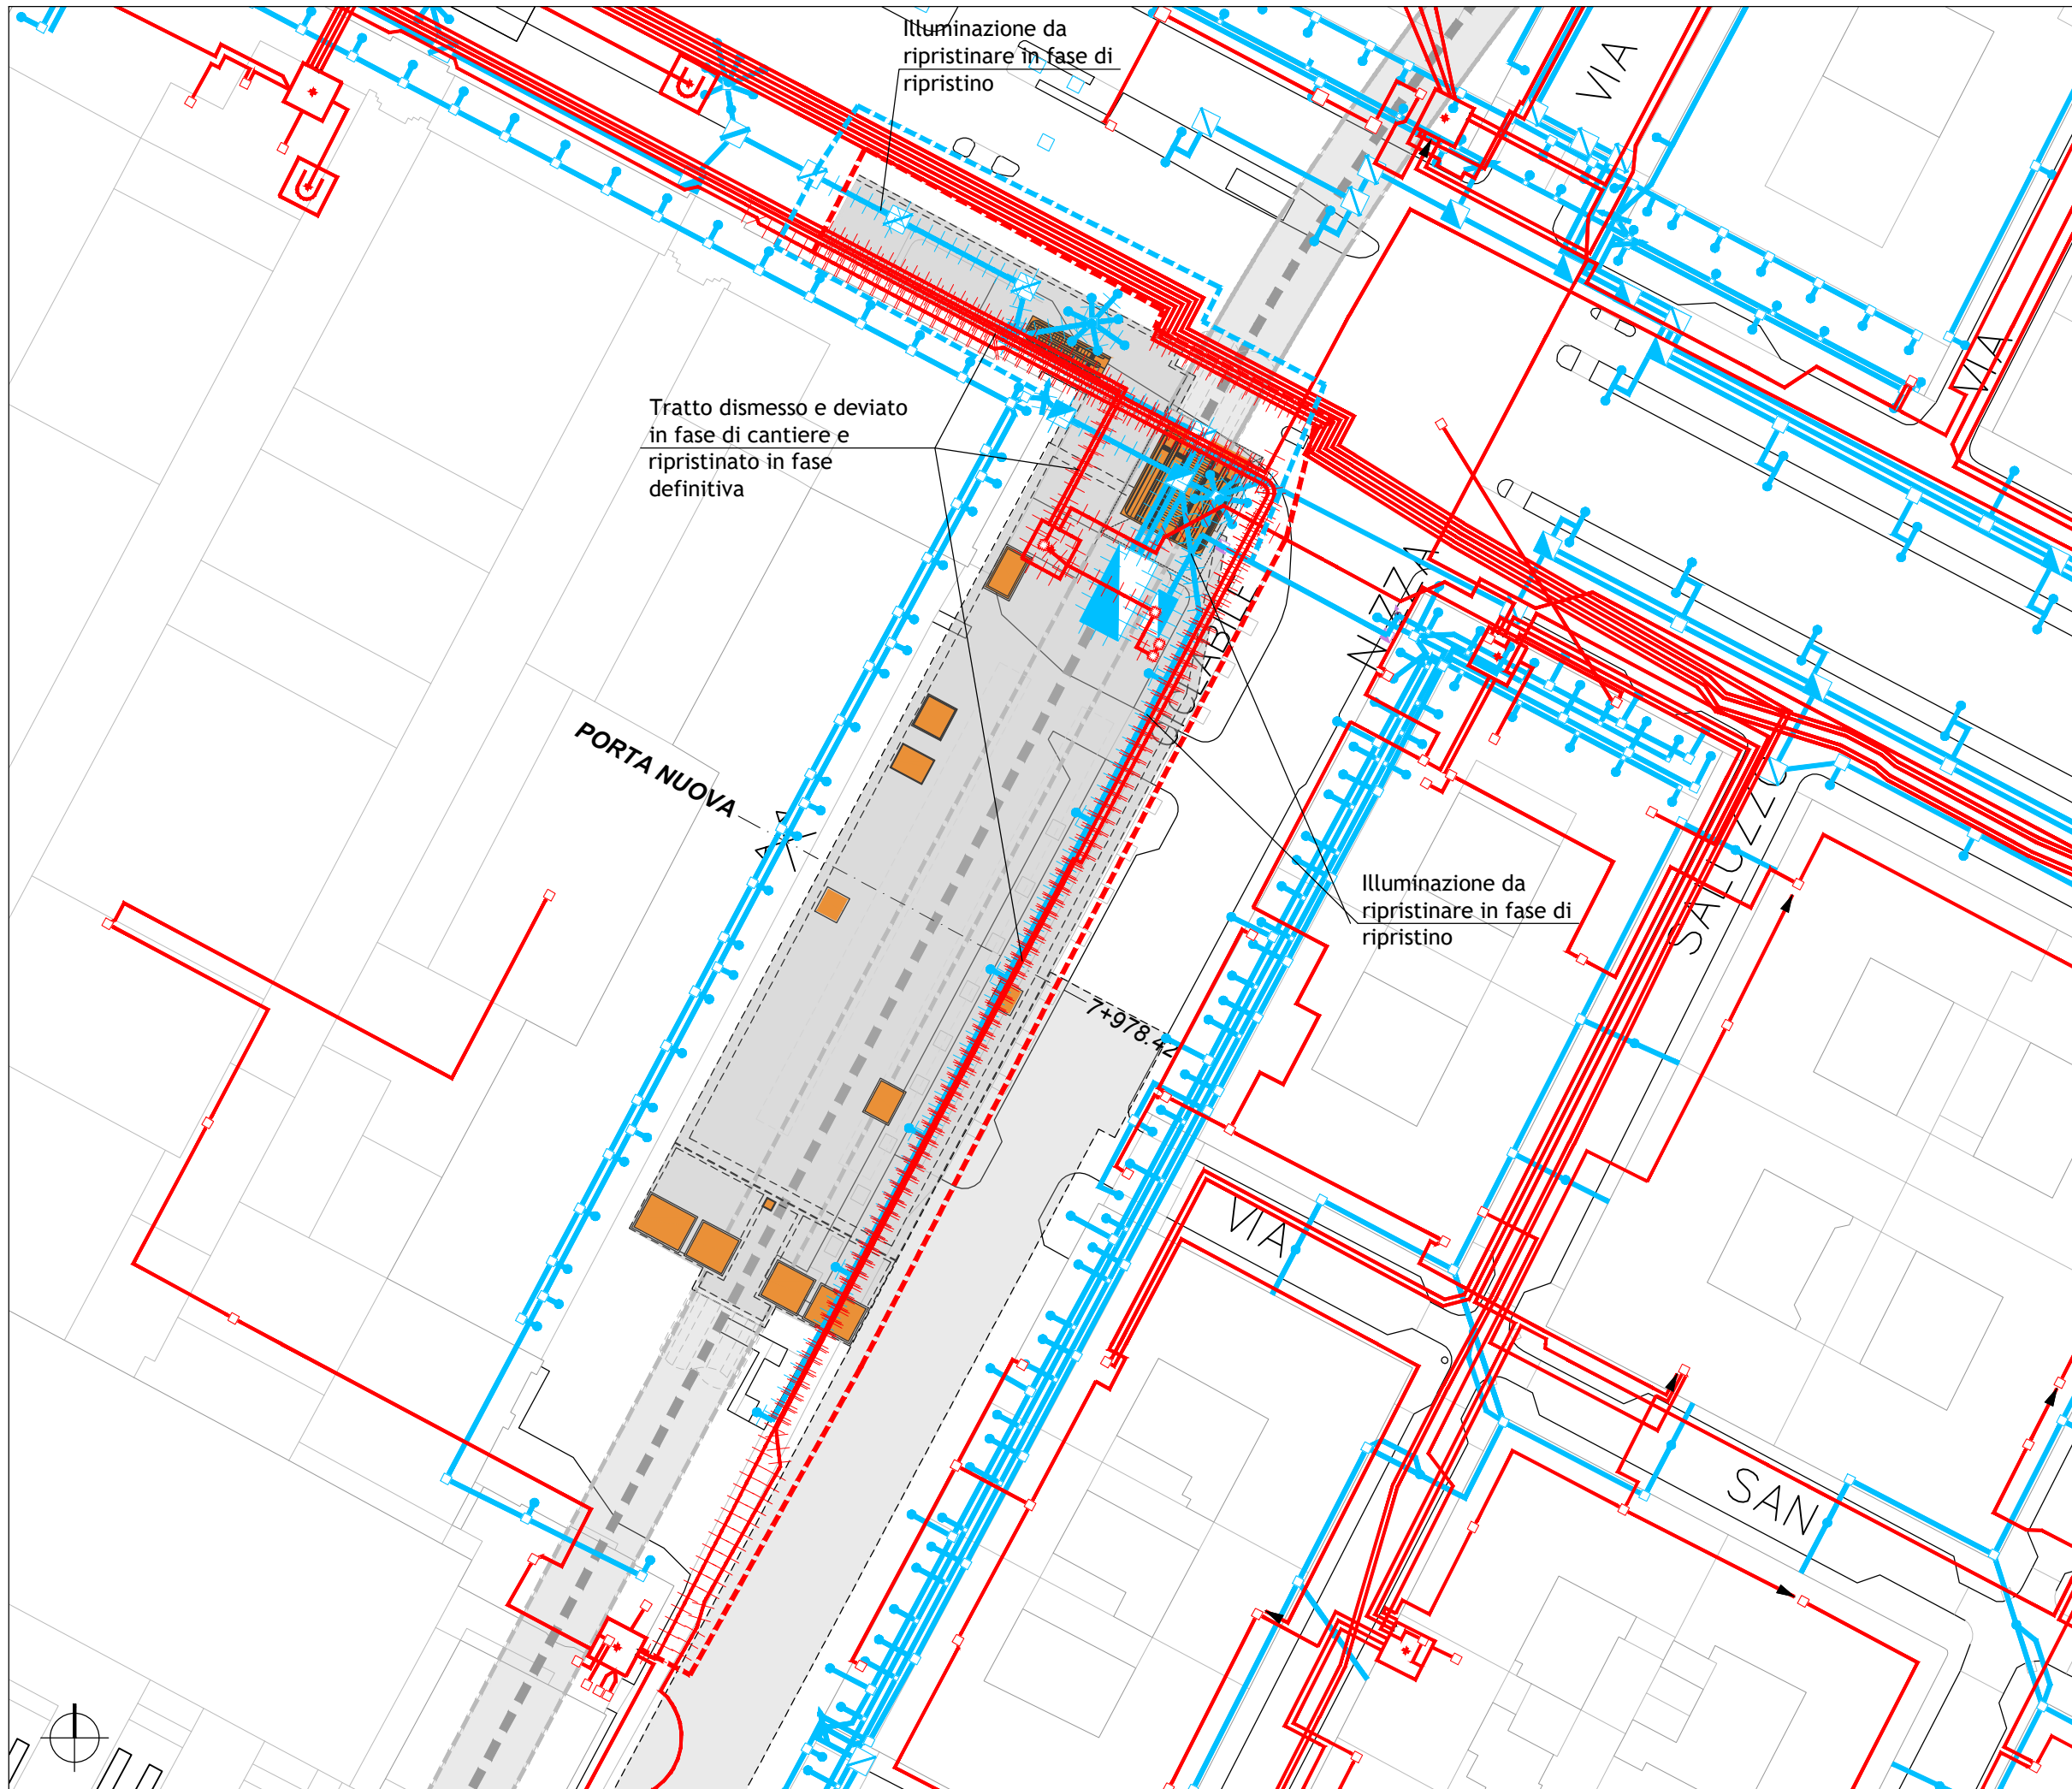 Illuminazione da
ripristinare in fase di
ripristino
VIA
VIA
Tratto dismesso e deviato
in fase di cantiere e
ripristinato in fase
definitiva
NIZZA
PORTA NUOVA
Illuminazione da
ripristinare in fase di
ripristino
7+978.42
VIA
SAN